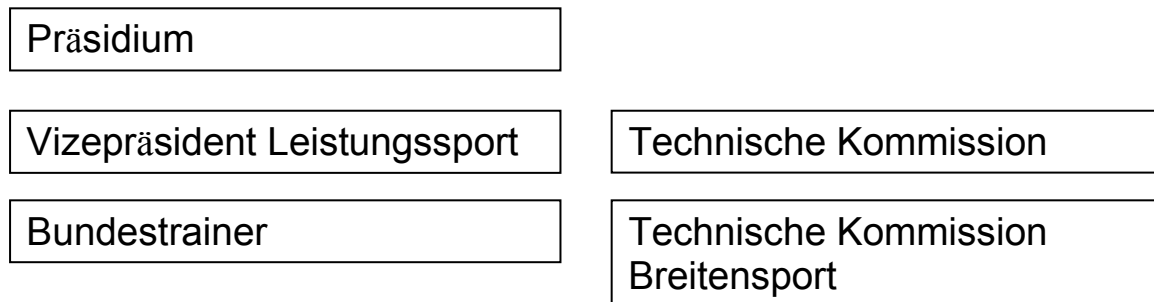 Präsidium
Vizepräsident Leistungssport
Technische Kommission
Bundestrainer
Technische Kommission
Breitensport